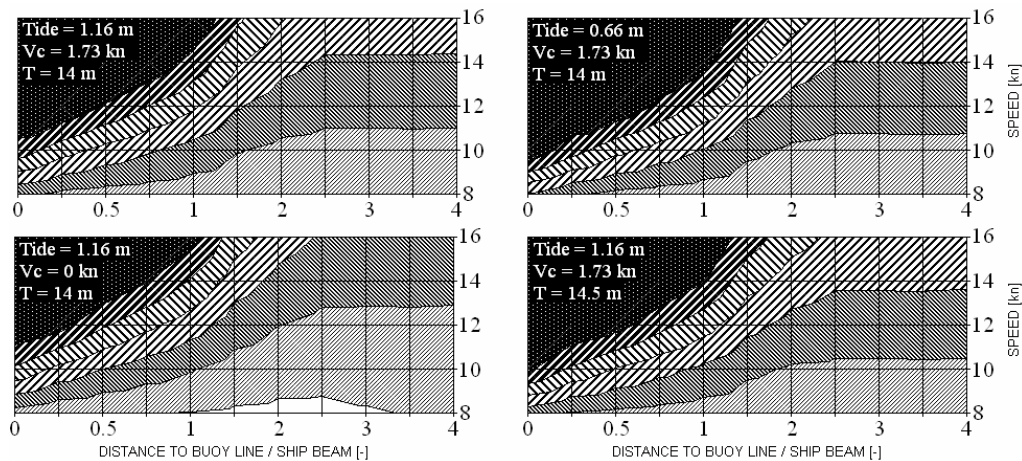 Tide = 1.16 m
Vc = 1.73 kn
T = 14 m
16
14
12
10
8
0 0.5 1 2 3 4
Tide = 0.66 m
Vc = 1.73 kn
T = 14 m
16
14
12
10
8
SPEED [kn]
0 0.5 1 2 3 4
Tide = 1.16 m
Vc = 0 kn
T = 14 m
16
14
12
10
8
0 0.5 1 2 3 4
DISTANCE TO BUOY LINE / SHIP BEAM [-]
Tide = 1.16 m
Vc = 1.73 kn
T = 14.5 m
16
14
12
10
8
SPEED [kn]
0 0.5 1 2 3 4
DISTANCE TO BUOY LINE / SHIP BEAM [-]